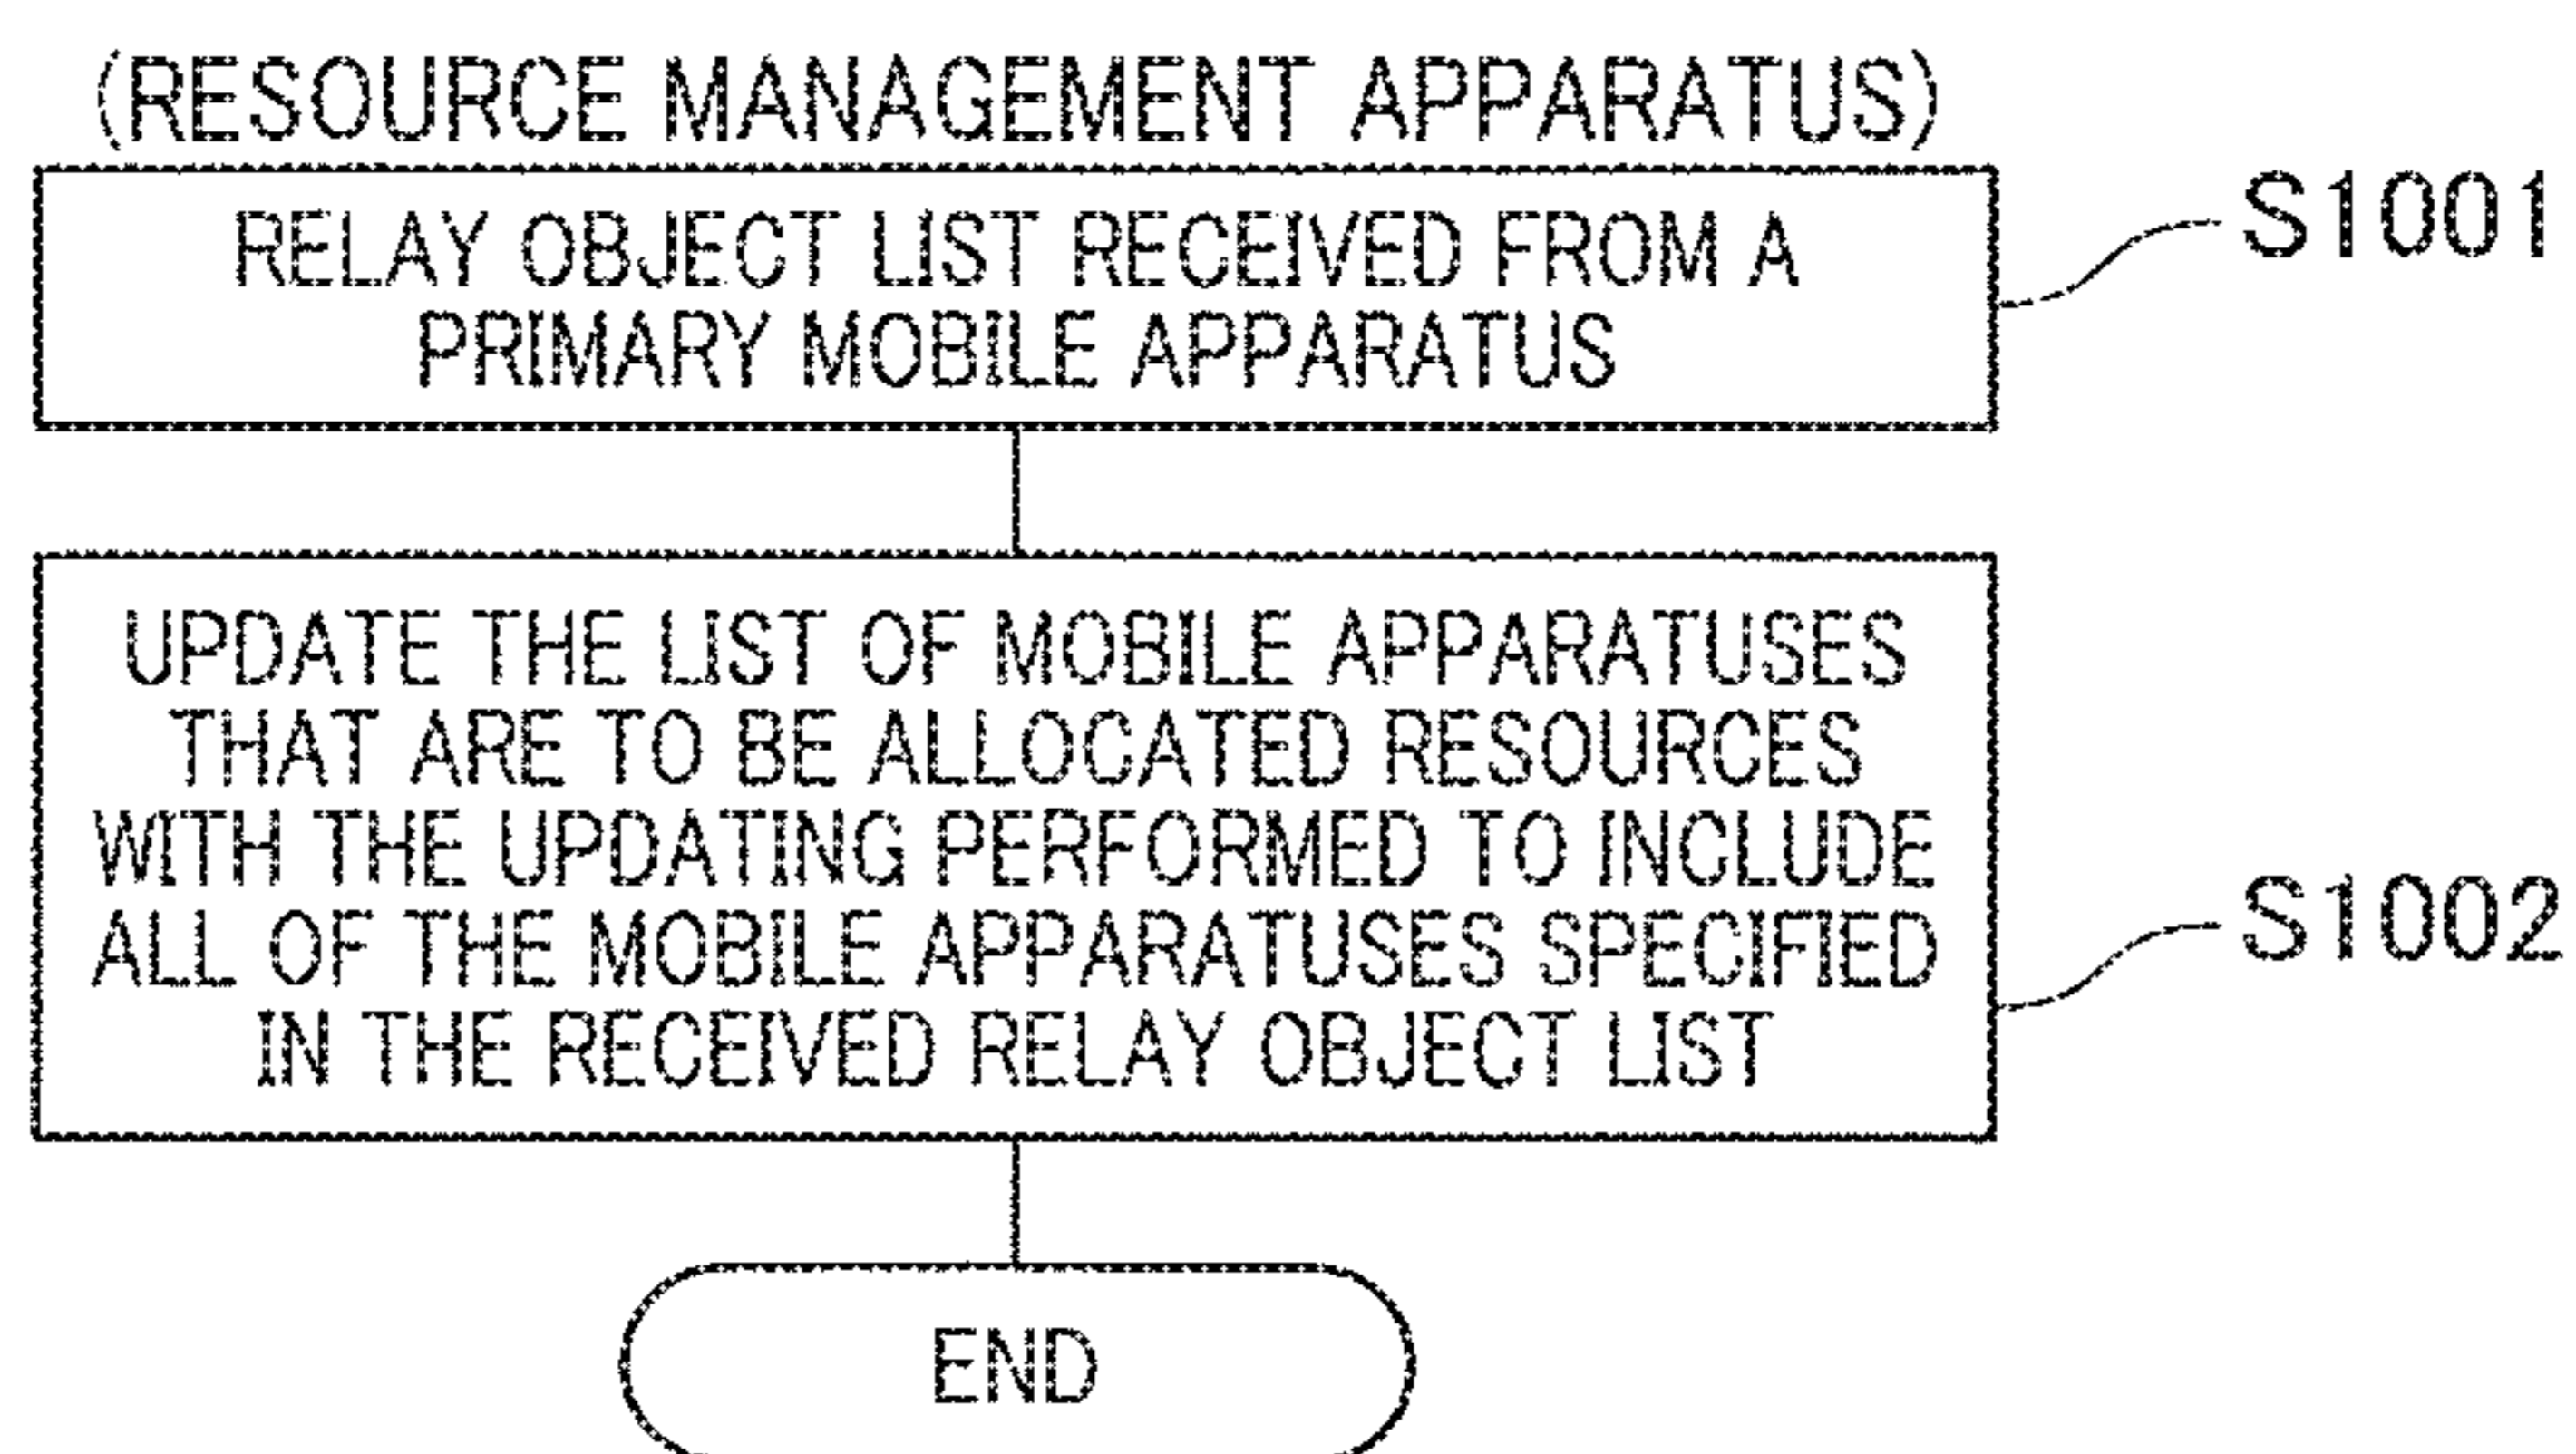 (RESOURCE MANAGEMENT APPARATUS)
RELAY OBJECT LIST RECEIVED FROM A
PRIMARY MOBILE APPARATUS
S1001
UPDATE THE LIST OF MOBILE APPARATUSES
THAT ARE TO BE ALLOCATED RESOURCES
WITH THE UPDATING PERFORMED TO INCLUDE
ALL OF THE MOBILE APPARATUSES SPECIFIED
IN THE RECEIVED RELAY OBJECT LIST
S1002
END